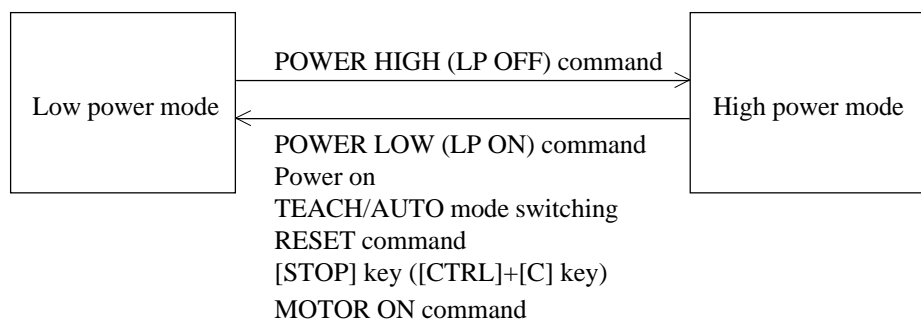 POWER HIGH (LP OFF) command
Low power mode
High power mode
POWER LOW (LP ON) command
Power on
TEACH/AUTO mode switching
RESET command
[STOP] key ([CTRL]+[C] key)
MOTOR ON command